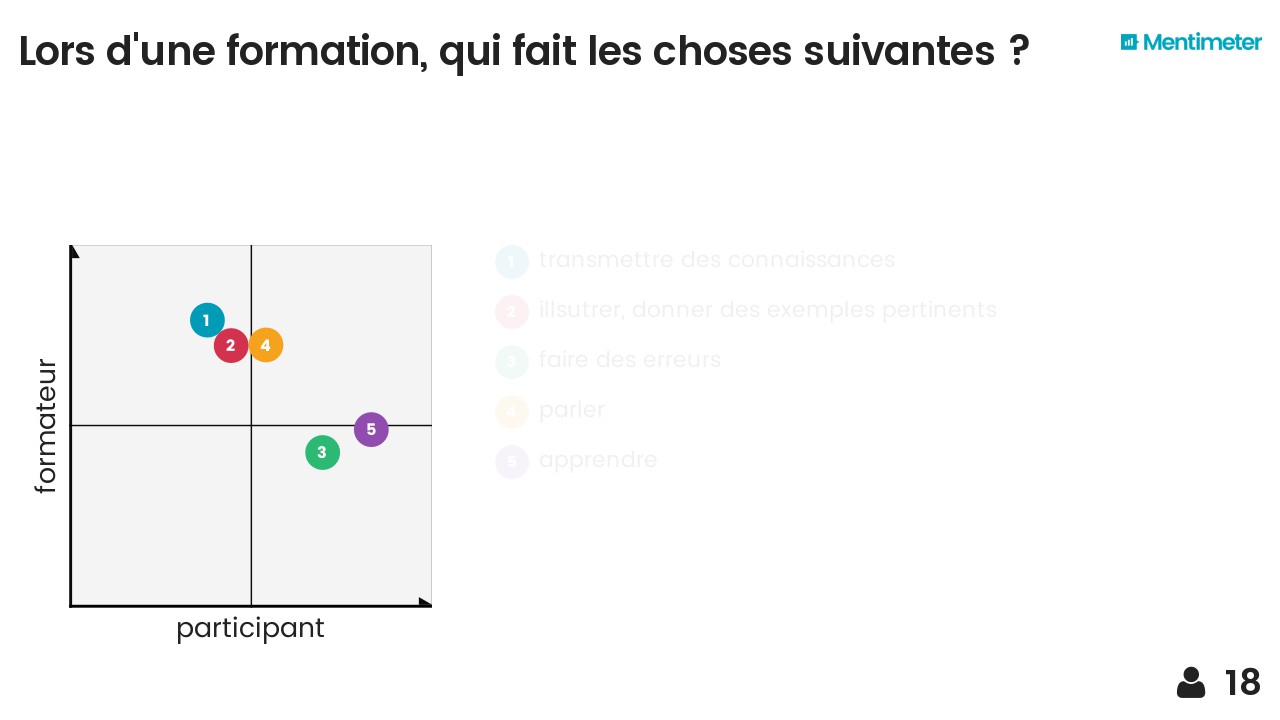 Lors d'une formation, qui fait les choses suivantes ?
Mentimeter
formateur
1
2
4
5
3
participant
1 transmettre des connaissances
2 illsutrer, donner des exemples pertinents
3 faire des erreurs
4 parler
5 apprendre
18